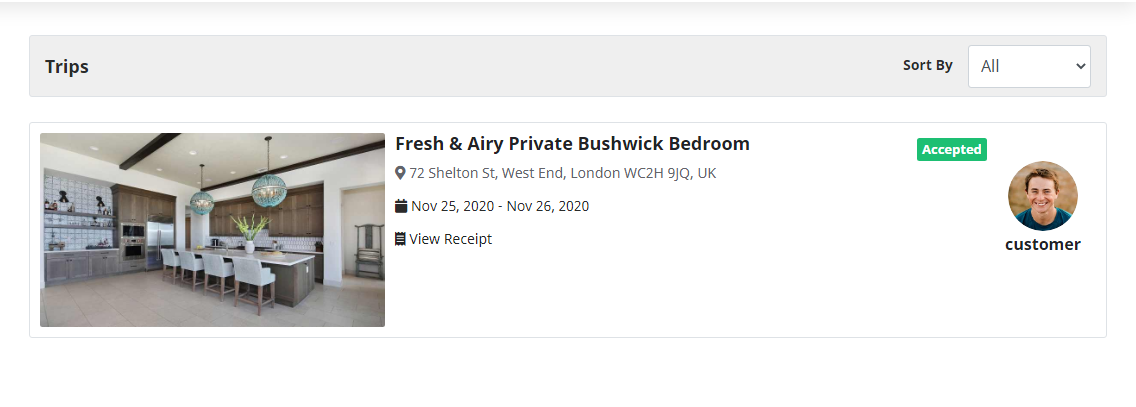 Trips
Sort By
All
Fresh & Airy Private Bushwick Bedroom
Accepted
72 Shelton St, West End, London WC2H 9JQ, UK
Nov 25, 2020 - Nov 26, 2020
View Receipt
customer